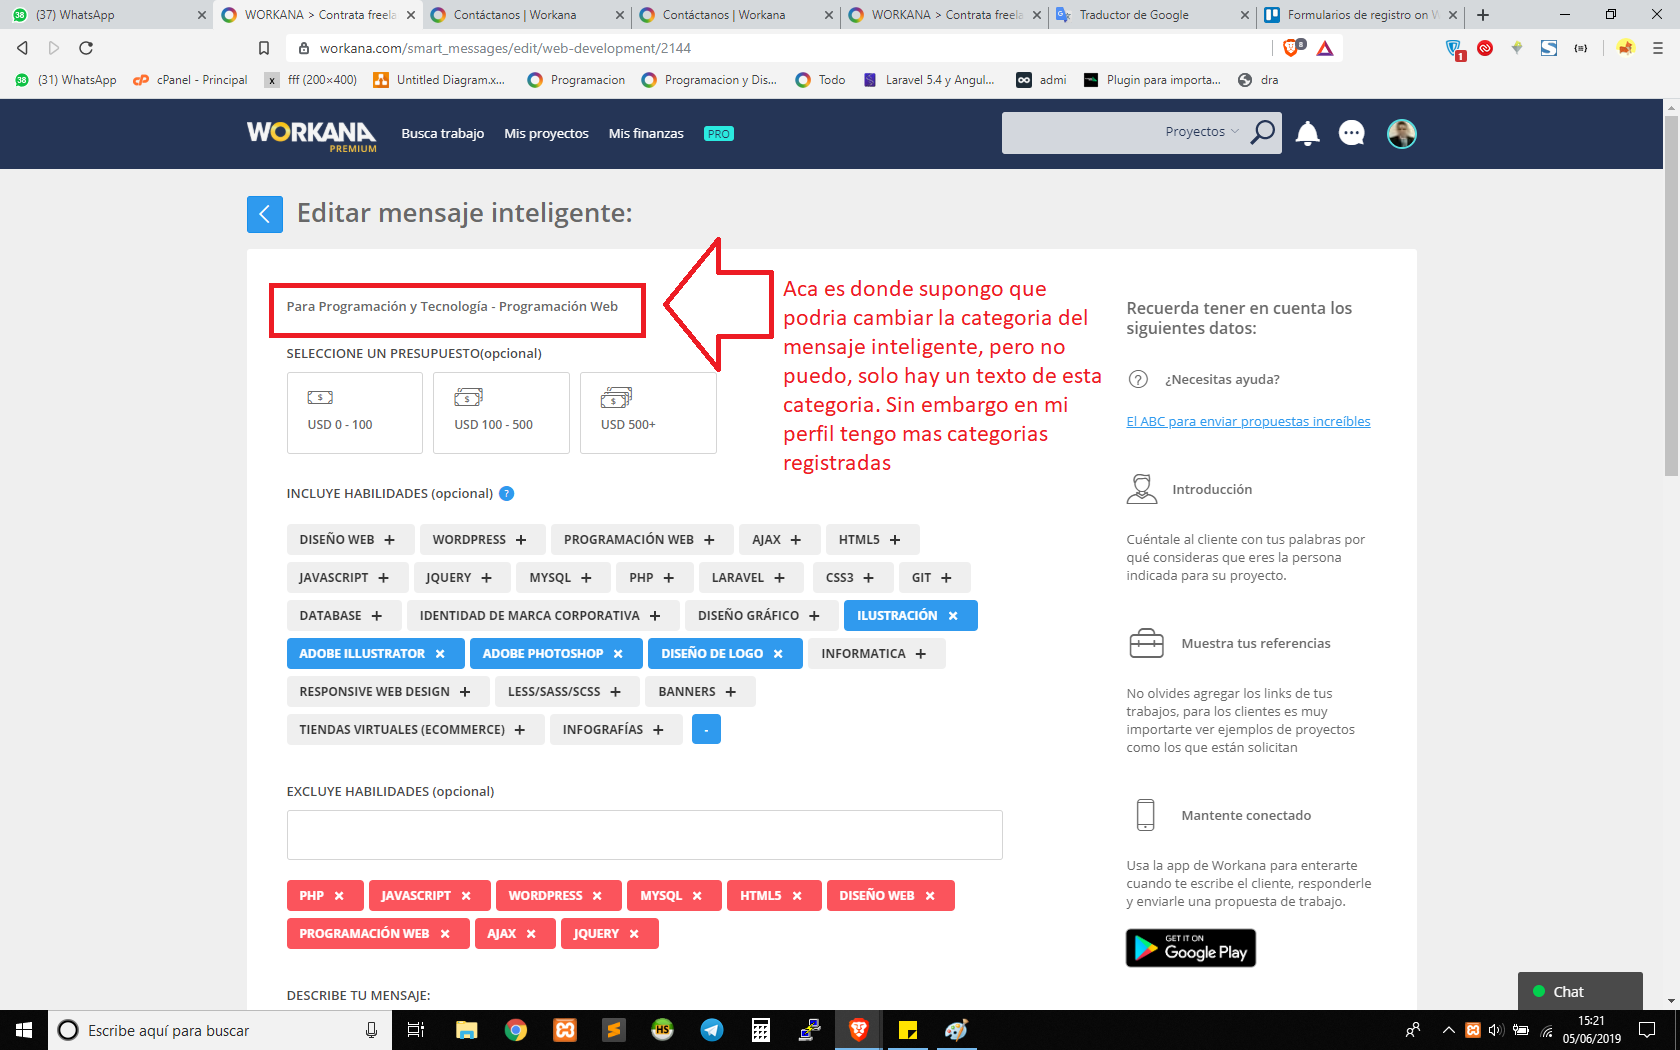 (37) WhatsApp
WORKANA > Contrata freela
Contáctanos | Workana
Contáctanos | Workana
WORKANA > Contrata freela
Traductor de Google
Formularios de registro on W
workana.com/smart_messages/edit/web-development/2144
(31) WhatsApp
cPanel - Principal
fff (200×400)
Untitled Diagram.x...
Programacion
Programacion y Dis...
Todo
Laravel 5.4 y Angul...
admi
Plugin para importa...
dra
WORKANA
PREMIUM
Busca trabajo
Mis proyectos
Mis finanzas
PRO
Proyectos
Editar mensaje inteligente:
Para Programación y Tecnología - Programación Web
Aca es donde supongo que
podria cambiar la categoria del
mensaje inteligente, pero no
puedo, solo hay un texto de esta
categoria. Sin embargo en mi
perfil tengo mas categorias
registradas
SELECCIONE UN PRESUPUESTO(opcional)
USD 0 - 100
USD 100 - 500
USD 500+
INCLUYE HABILIDADES (opcional) ?
DISEÑO WEB +
WORDPRESS +
PROGRAMACIÓN WEB +
AJAX +
HTML5 +
JAVASCRIPT +
JQUERY +
MYSQL +
PHP +
LARAVEL +
CSS3 +
GIT +
DATABASE +
IDENTIDAD DE MARCA CORPORATIVA +
DISEÑO GRÁFICO +
ILUSTRACIÓN ×
ADOBE ILLUSTRATOR ×
ADOBE PHOTOSHOP ×
DISEÑO DE LOGO ×
INFORMATICA +
RESPONSIVE WEB DESIGN +
LESS/SASS/SCSS +
BANNERS +
TIENDAS VIRTUALES (ECOMMERCE) +
INFOGRAFÍAS +
-
EXCLUYE HABILIDADES (opcional)
PHP ×
JAVASCRIPT ×
WORDPRESS ×
MYSQL ×
HTML5 ×
DISEÑO WEB ×
PROGRAMACIÓN WEB ×
AJAX ×
JQUERY ×
DESCRIBE TU MENSAJE:
Recuerda tener en cuenta los
siguientes datos:
¿Necesitas ayuda?
El ABC para enviar propuestas increíbles
Introducción
Cuéntale al cliente con tus palabras por
qué consideras que eres la persona
indicada para su proyecto.
Muestra tus referencias
No olvides agregar los links de tus
trabajos, para los clientes es muy
importarte ver ejemplos de proyectos
como los que están solicitan
Mantente conectado
Usa la app de Workana para enterarte
cuando te escribe el cliente, responderle
y enviarle una propuesta de trabajo.
GET IT ON
Google Play
Chat
Escribe aquí para buscar
15:21
05/06/2019